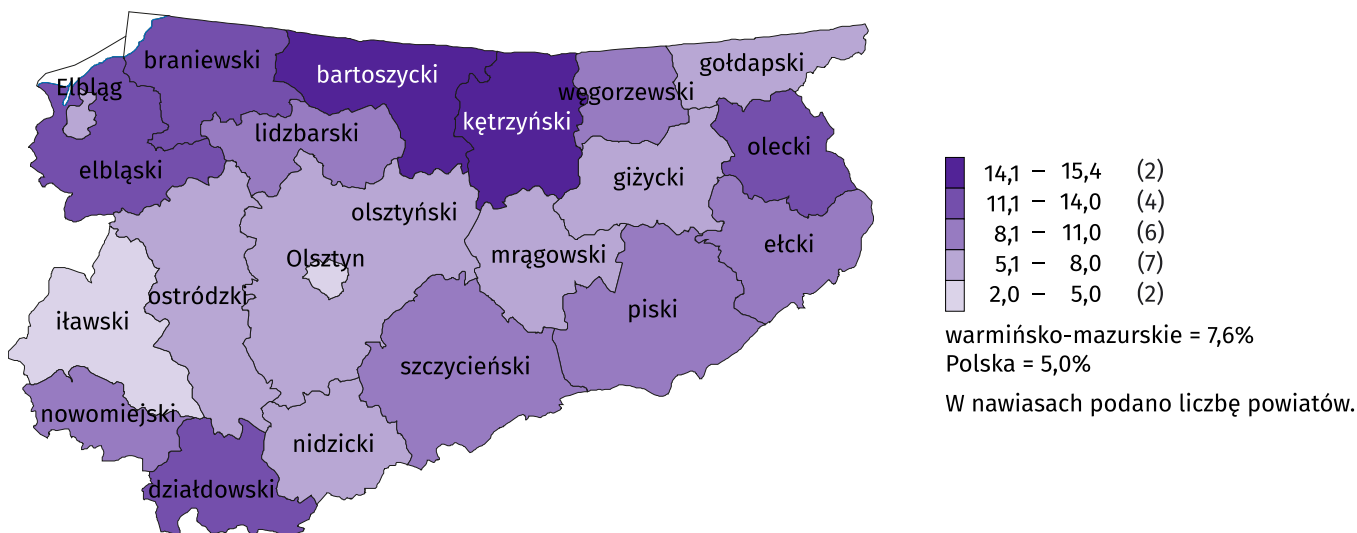 braniewski
bartoszycki
gołdapski
Elbląg
węgorzewski
kętrzyński
lidzbarski
olecki
elbląski
giżycki
olsztyński
ełcki
mrągowski
Olsztyn
ostródzki
piski
iławski
szczycieński
nowomiejski
nidzicki
działdowski
14,1 – 15,4 (2)
11,1 – 14,0 (4)
8,1 – 11,0 (6)
5,1 – 8,0 (7)
2,0 – 5,0 (2)
warmińsko-mazurskie = 7,6%
Polska = 5,0%
W nawiasach podano liczbę powiatów.